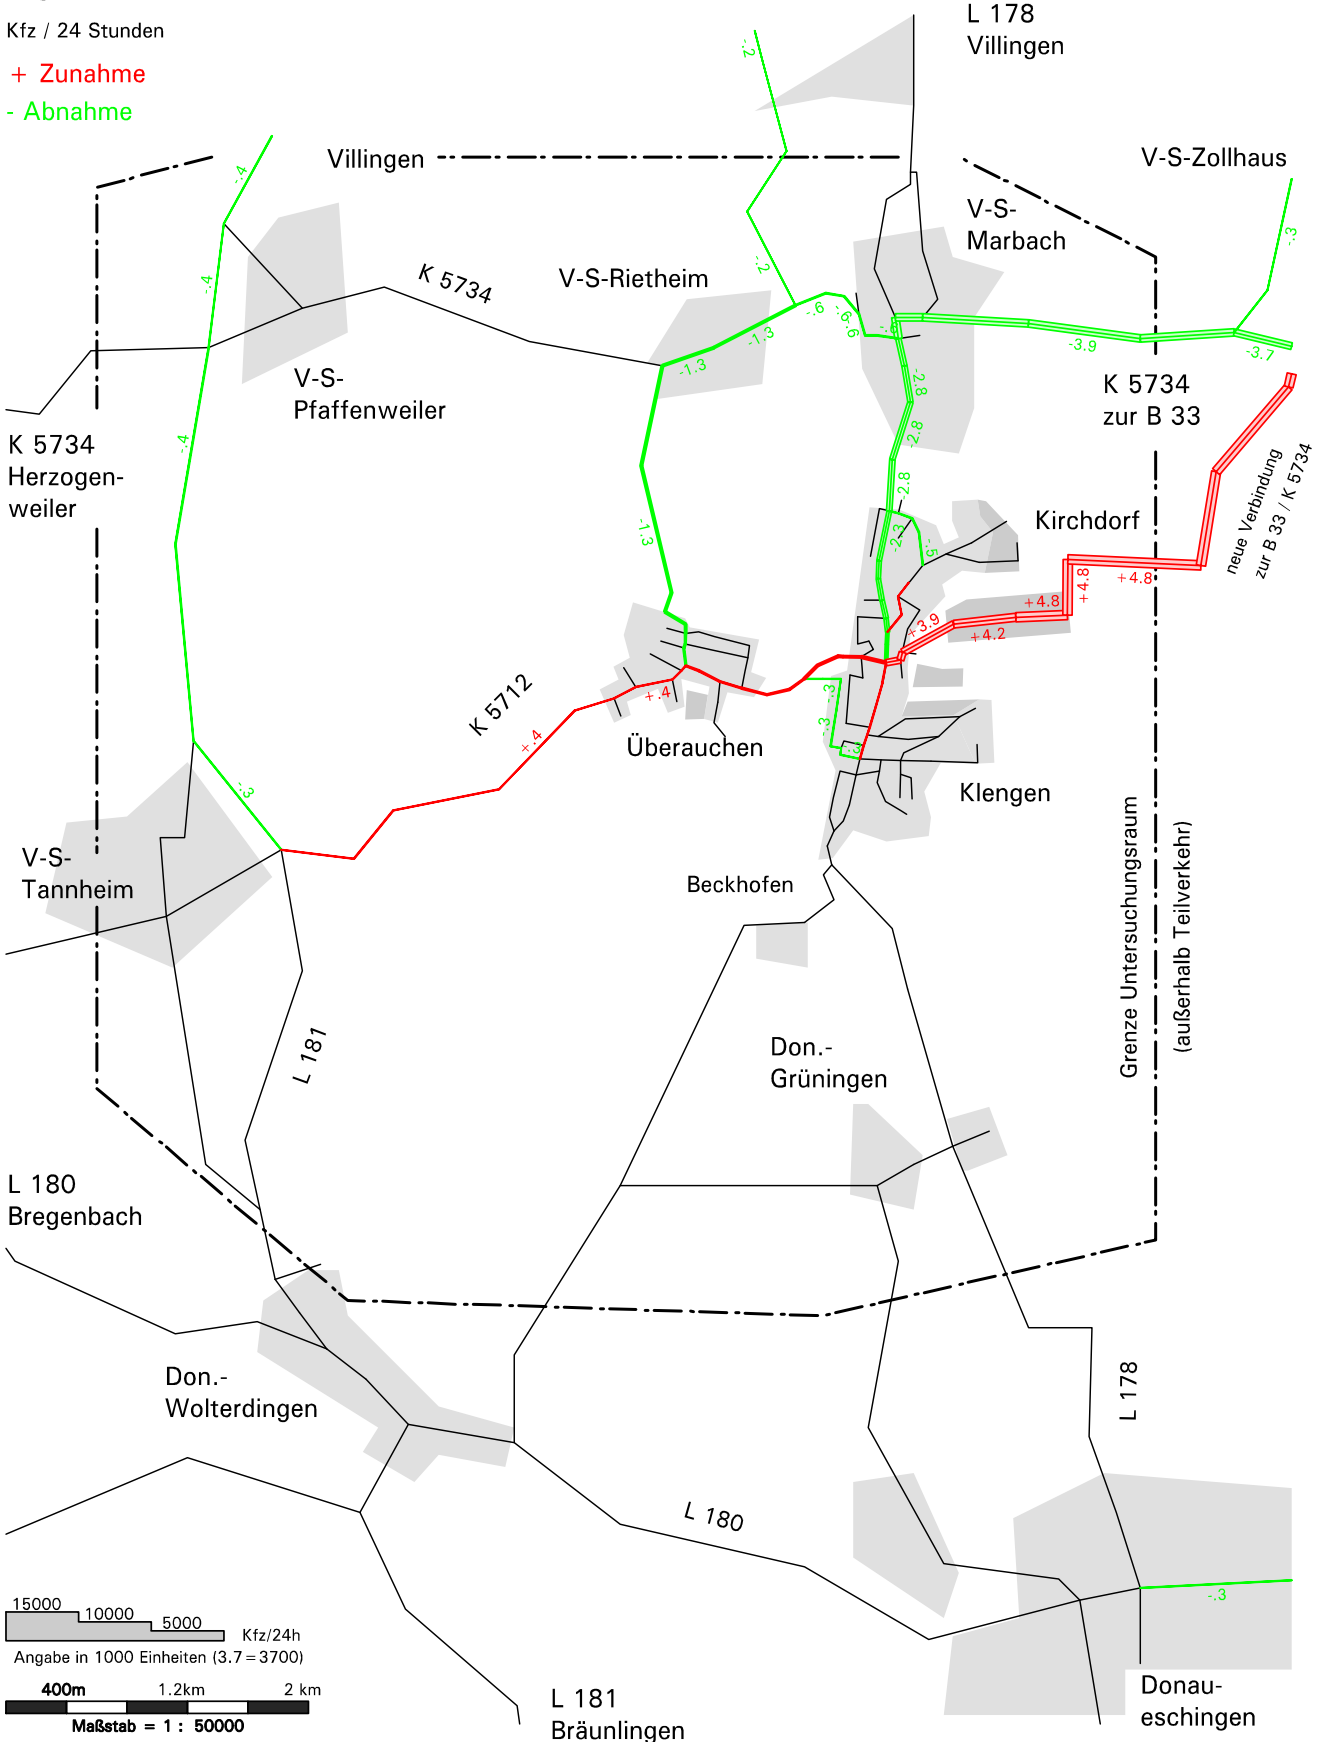 Kfz / 24 Stunden
+ Zunahme
- Abnahme
L 178
Villingen
Villingen
V-S-Zollhaus
V-S-
Marbach
V-S-Rietheim
K 5734
V-S-
Pfaffenweiler
K 5734
zur B 33
K 5734
Herzogen-
weiler
neue Verbindung
zur B 33 / K 5734
Kirchdorf
K 5712
Überauchen
Klengen
V-S-
Tannheim
Beckhofen
Grenze Untersuchungsraum
(außerhalb Teilverkehr)
L 181
Don.-
Grüningen
L 180
Bregenbach
Don.-
Wolterdingen
L 178
L 180
L 181
Bräunlingen
Donau-
eschingen
-.2
-.4
-.3
-.2
-.4
-.6
-.6
-.6
-1.3
-1.3
-3.9
-3.7
-2.8
-2.8
-2.8
-.4
-1.3
-2.3
-.5
+4.8
+4.8
+4.8
+3.9
+4.2
+.4
+.4
-.3
-.3
-.3
-.3
-.3
15000
10000
5000
Kfz/24h
Angabe in 1000 Einheiten (3.7=3700)
400m
1.2km
2 km
Maßstab = 1 : 50000